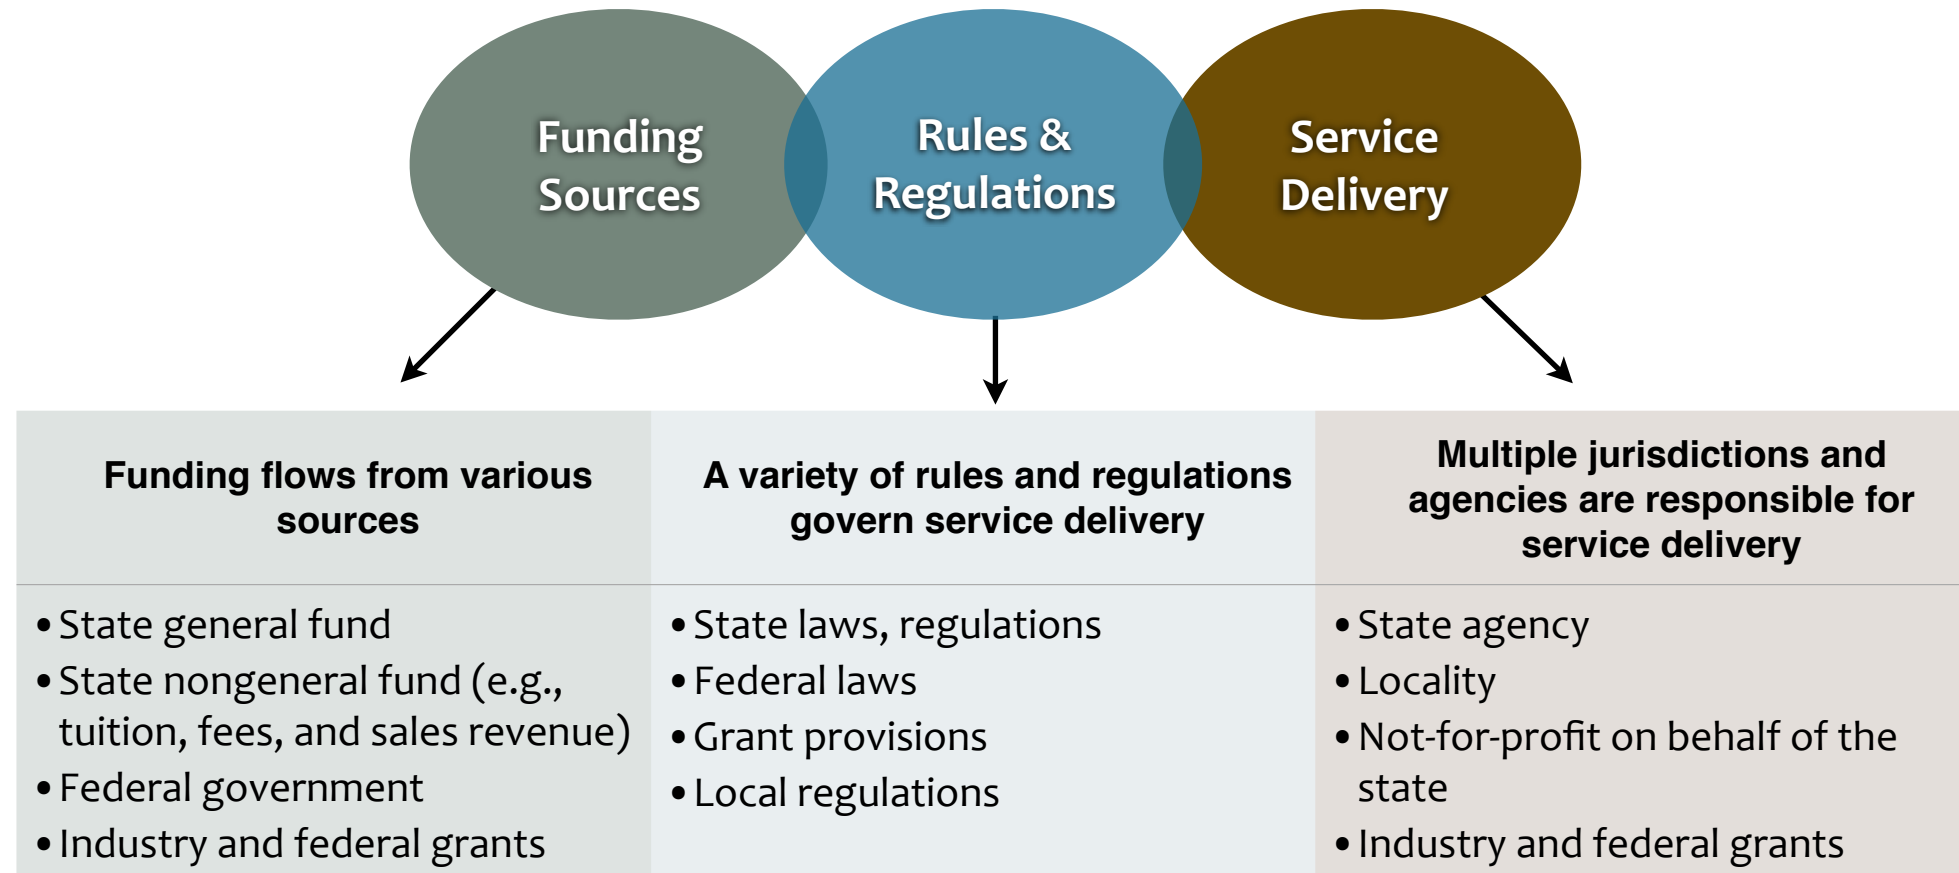 Funding
Sources
Rules &
Regulations
Service
Delivery
Funding flows from various
sources
A variety of rules and regulations
govern service delivery
Multiple jurisdictions and
agencies are responsible for
service delivery
•State general fund
•State nongeneral fund (e.g.,
tuition, fees, and sales revenue)
•Federal government
•Industry and federal grants
•State laws, regulations
•Federal laws
•Grant provisions
•Local regulations
•State agency
•Locality
•Not-for-profit on behalf of the
state
•Industry and federal grants